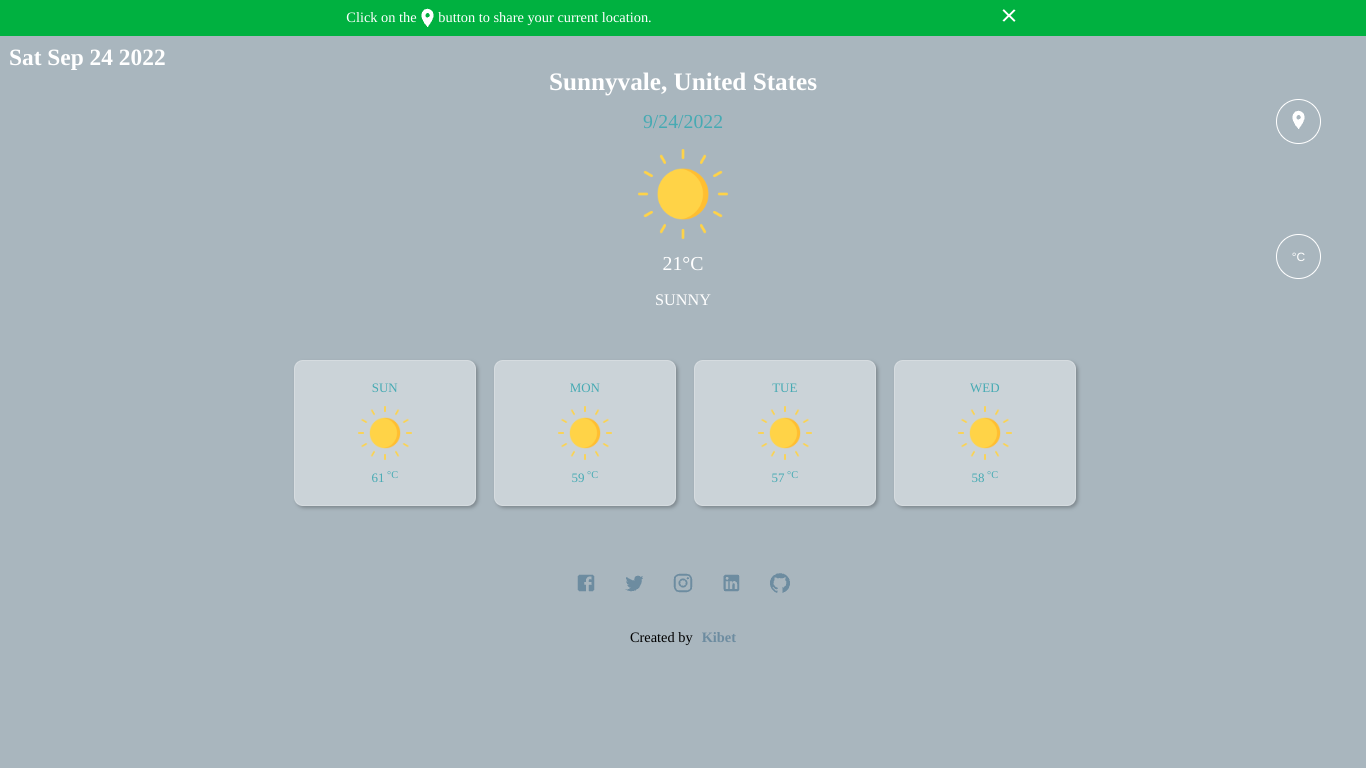 Click on the button to share your current location.
Sat Sep 24 2022
Sunnyvale, United States
9/24/2022
21°C
°C
SUNNY
SUN
61 °C
MON
59 °C
TUE
57 °C
WED
58 °C
Created by Kibet